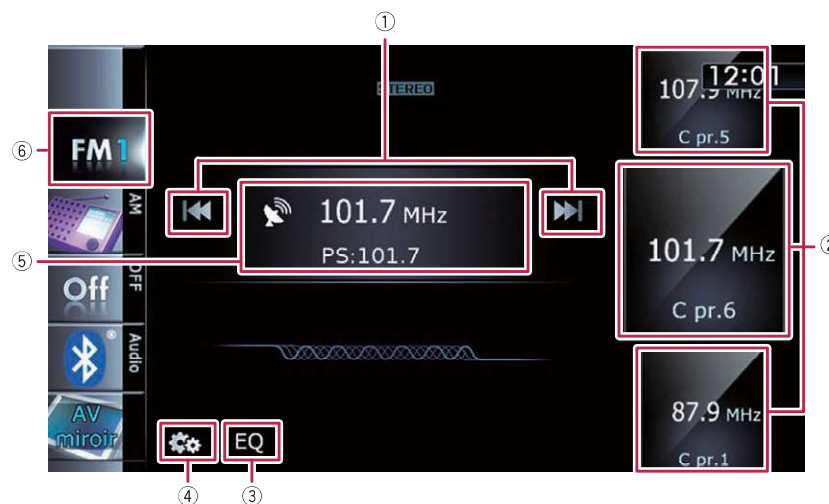 ①
STEREO
12:01
107.9 MHz
C pr.5
⑥
FM1
AM
101.7 MHz
PS:101.7
⑤
②
101.7 MHz
C pr.6
OFF
Off
Audio
AV
miroir
87.9 MHz
C pr.1
EQ
④
③